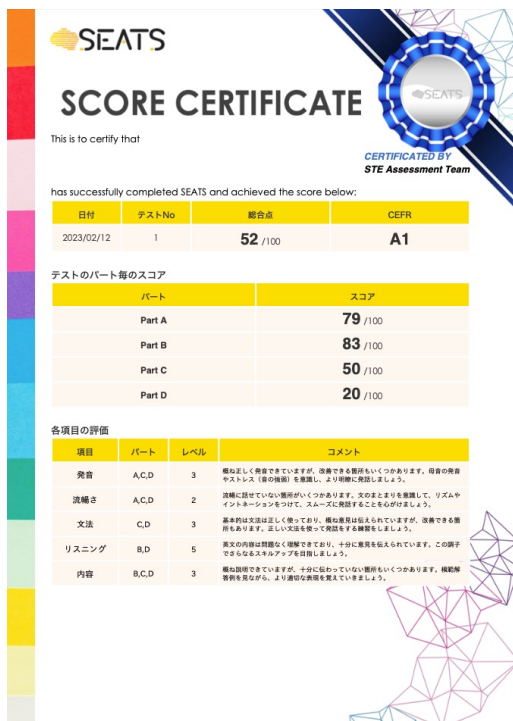 SEATS
SEATS
SCORE CERTIFICATE
This is to certify that
CERTIFICATED BY
STE Assessment Team
has successfully completed SEATS and achieved the score below:
日付 テストNo 総合点 CEFR
2023/02/12 1 52 /100 A1
テストのパート毎のスコア
パート スコア
Part A 79 /100
Part B 83 /100
Part C 50 /100
Part D 20 /100
各項目の評価
項目 パート レベル コメント
発音 A,C,D 3 概ね正しく発音できていますが、改善できる箇所もいくつかあります。母音の発音
やストレス（音の強弱）を意識し、より明瞭に発話しましょう。
流暢さ A,C,D 2 流暢に話せていない箇所がいくつかあります。文のまとまりを意識して、リズムや
イントネーションをつけて、スムーズに発話することを心がけましょう。
文法 C,D 3 基本的は文法は正しく使っており、概ね意見は伝えられていますが、改善できる箇
所もあります。正しい文法を使って発話をする練習をしましょう。
リスニング B,D 5 英文の内容は問題なく理解できており、十分に意見を伝えられています。この調子
でさらなるスキルアップを目指しましょう。
内容 B,C,D 3 概ね説明できていますが、十分に伝わっていない箇所もいくつかあります。模範解
答例を見ながら、より適切な表現を覚えていきましょう。